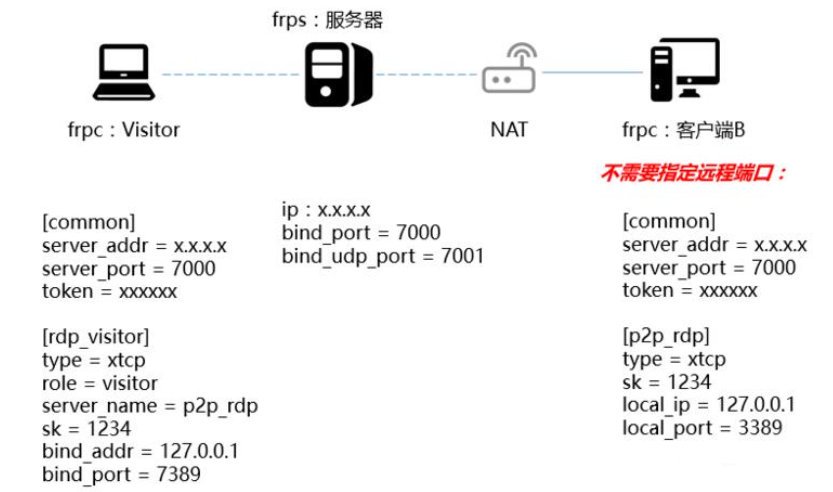 frps：服务器
frpc：Visitor
NAT
frpc：客户端B
不需要指定远程端口：
[common]
server_addr = x.x.x.x
server_port = 7000
token = xxxxxx
[rdp_visitor]
type = xtcp
role = visitor
server_name = p2p_rdp
sk = 1234
bind_addr = 127.0.0.1
bind_port = 7389
ip：x.x.x.x
bind_port = 7000
bind_udp_port = 7001
[common]
server_addr = x.x.x.x
server_port = 7000
token = xxxxxx
[p2p_rdp]
type = xtcp
sk = 1234
local_ip = 127.0.0.1
local_port = 3389